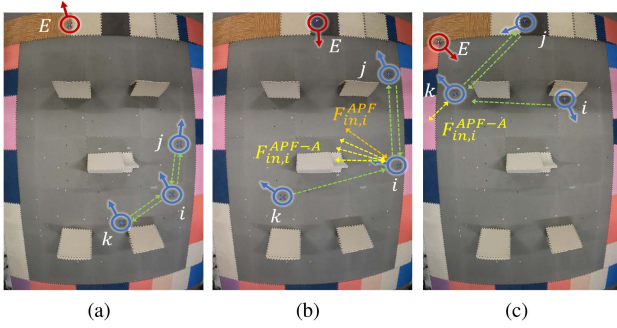 E
j
i
k
(a)
E
j
F_{in,i}^{APF}
F_{in,i}^{APF-A}
i
k
(b)
E
j
k
i
F_{in,i}^{APF-A}
(c)